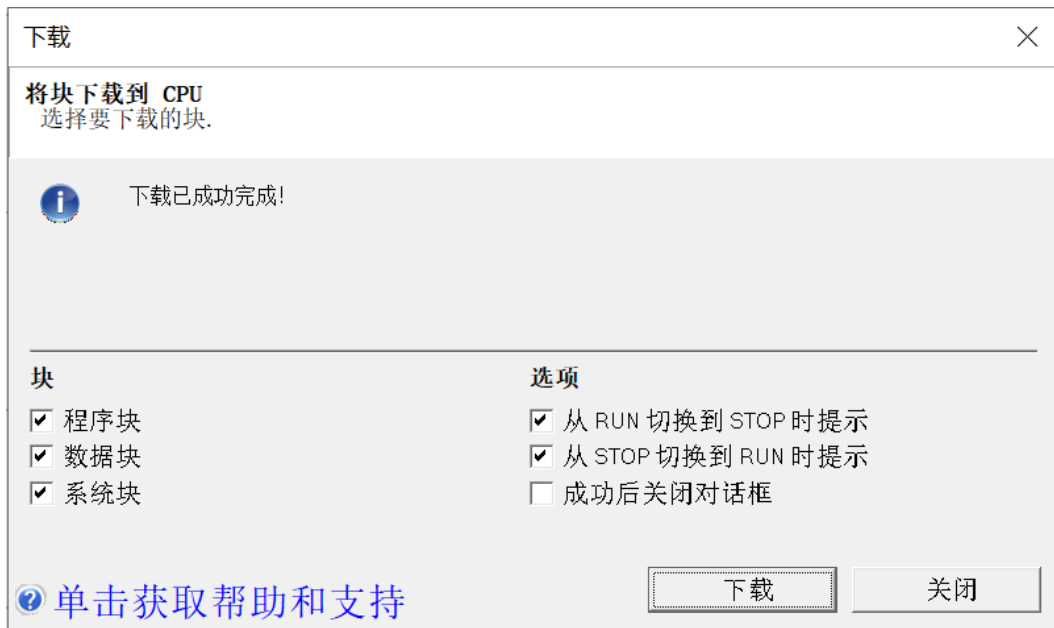 下载
将块下载到 CPU
选择要下载的块.
下载已成功完成!
块
选项
程序块
从 RUN 切换到 STOP 时提示
数据块
从 STOP 切换到 RUN 时提示
系统块
成功后关闭对话框
单击获取帮助和支持
下载
关闭